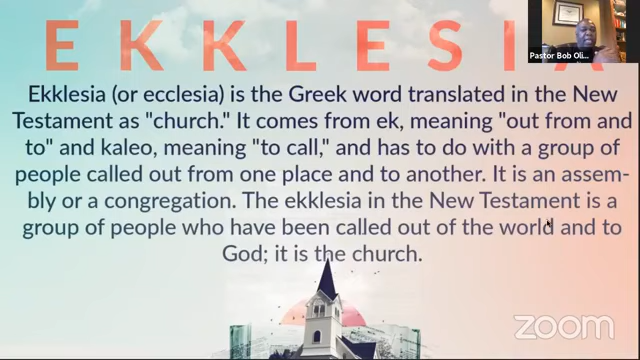 EKKLESIA
Pastor Bob Oli...
Ekklesia (or ecclesia) is the Greek word translated in the New
Testament as "church." It comes from ek, meaning "out from and
to" and kaleo, meaning "to call," and has to do with a group of
people called out from one place and to another. It is an assem-
bly or a congregation. The ekklesia in the New Testament is a
group of people who have been called out of the world and to
God; it is the church.
zoom